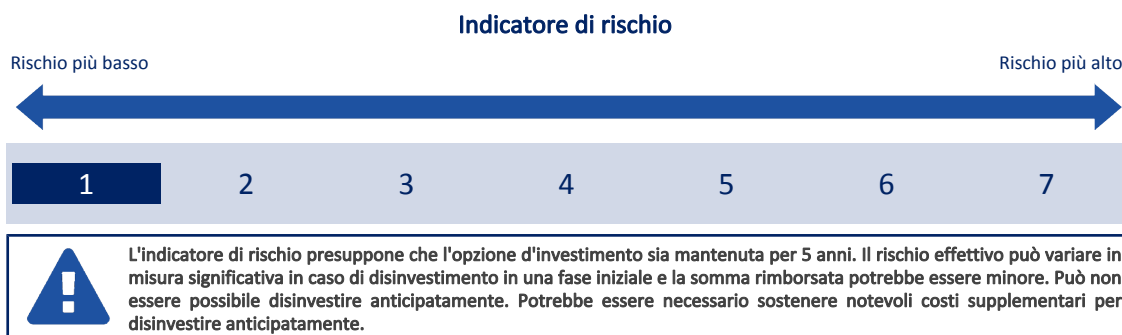 Indicatore di rischio
Rischio più basso
Rischio più alto
1 2 3 4 5 6 7
L'indicatore di rischio presuppone che l'opzione d'investimento sia mantenuta per 5 anni. Il rischio effettivo può variare in
misura significativa in caso di disinvestimento in una fase iniziale e la somma rimborsata potrebbe essere minore. Può non
essere possibile disinvestire anticipatamente. Potrebbe essere necessario sostenere notevoli costi supplementari per
disinvestire anticipatamente.